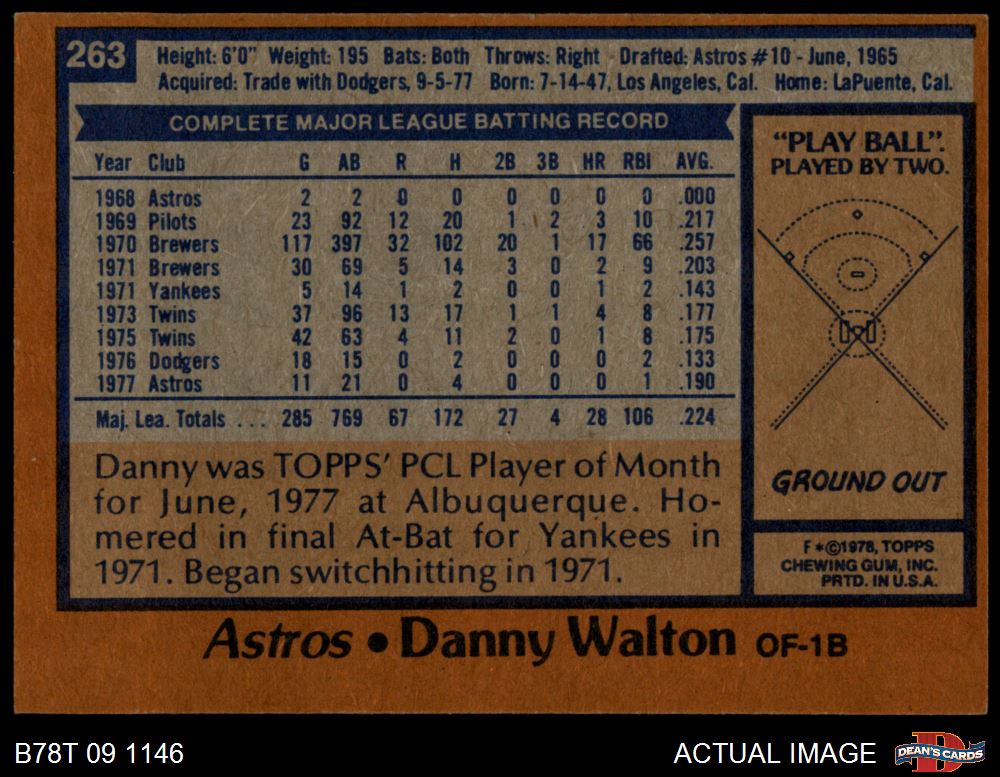 263
Height: 6'0" Weight: 195 Bats: Both Throws: Right Drafted: Astros #10 - June, 1965
Acquired: Trade with Dodgers, 9-5-77 Born: 7-14-47, Los Angeles, Cal. Home: LaPuente, Cal.
COMPLETE MAJOR LEAGUE BATTING RECORD
Year Club G AB R H 2B 3B HR RBI AVG.
1968 Astros 2 2 0 0 0 0 0 0 .000
1969 Pilots 23 92 12 20 1 2 3 10 .217
1970 Brewers 117 397 32 102 20 1 17 66 .257
1971 Brewers 30 69 5 14 3 0 2 9 .203
1971 Yankees 5 14 1 2 0 0 1 2 .143
1973 Twins 37 96 13 17 1 1 4 8 .177
1975 Twins 42 63 4 11 2 0 1 8 .175
1976 Dodgers 18 15 0 2 0 0 0 2 .133
1977 Astros 11 21 0 4 0 0 0 1 .190
Maj. Lea. Totals . . . 285 769 67 172 27 4 28 106 .224
Danny was TOPPS' PCL Player of Month
for June, 1977 at Albuquerque. Ho-
mered in final At-Bat for Yankees in
1971. Began switchhitting in 1971.
"PLAY BALL".
PLAYED BY TWO.
GROUND OUT
F*©1978, TOPPS
CHEWING GUM, INC.
PRTD. IN U.S.A.
Astros • Danny Walton OF-1B
B78T 09 1146
ACTUAL IMAGE
DEAN'S CARDS